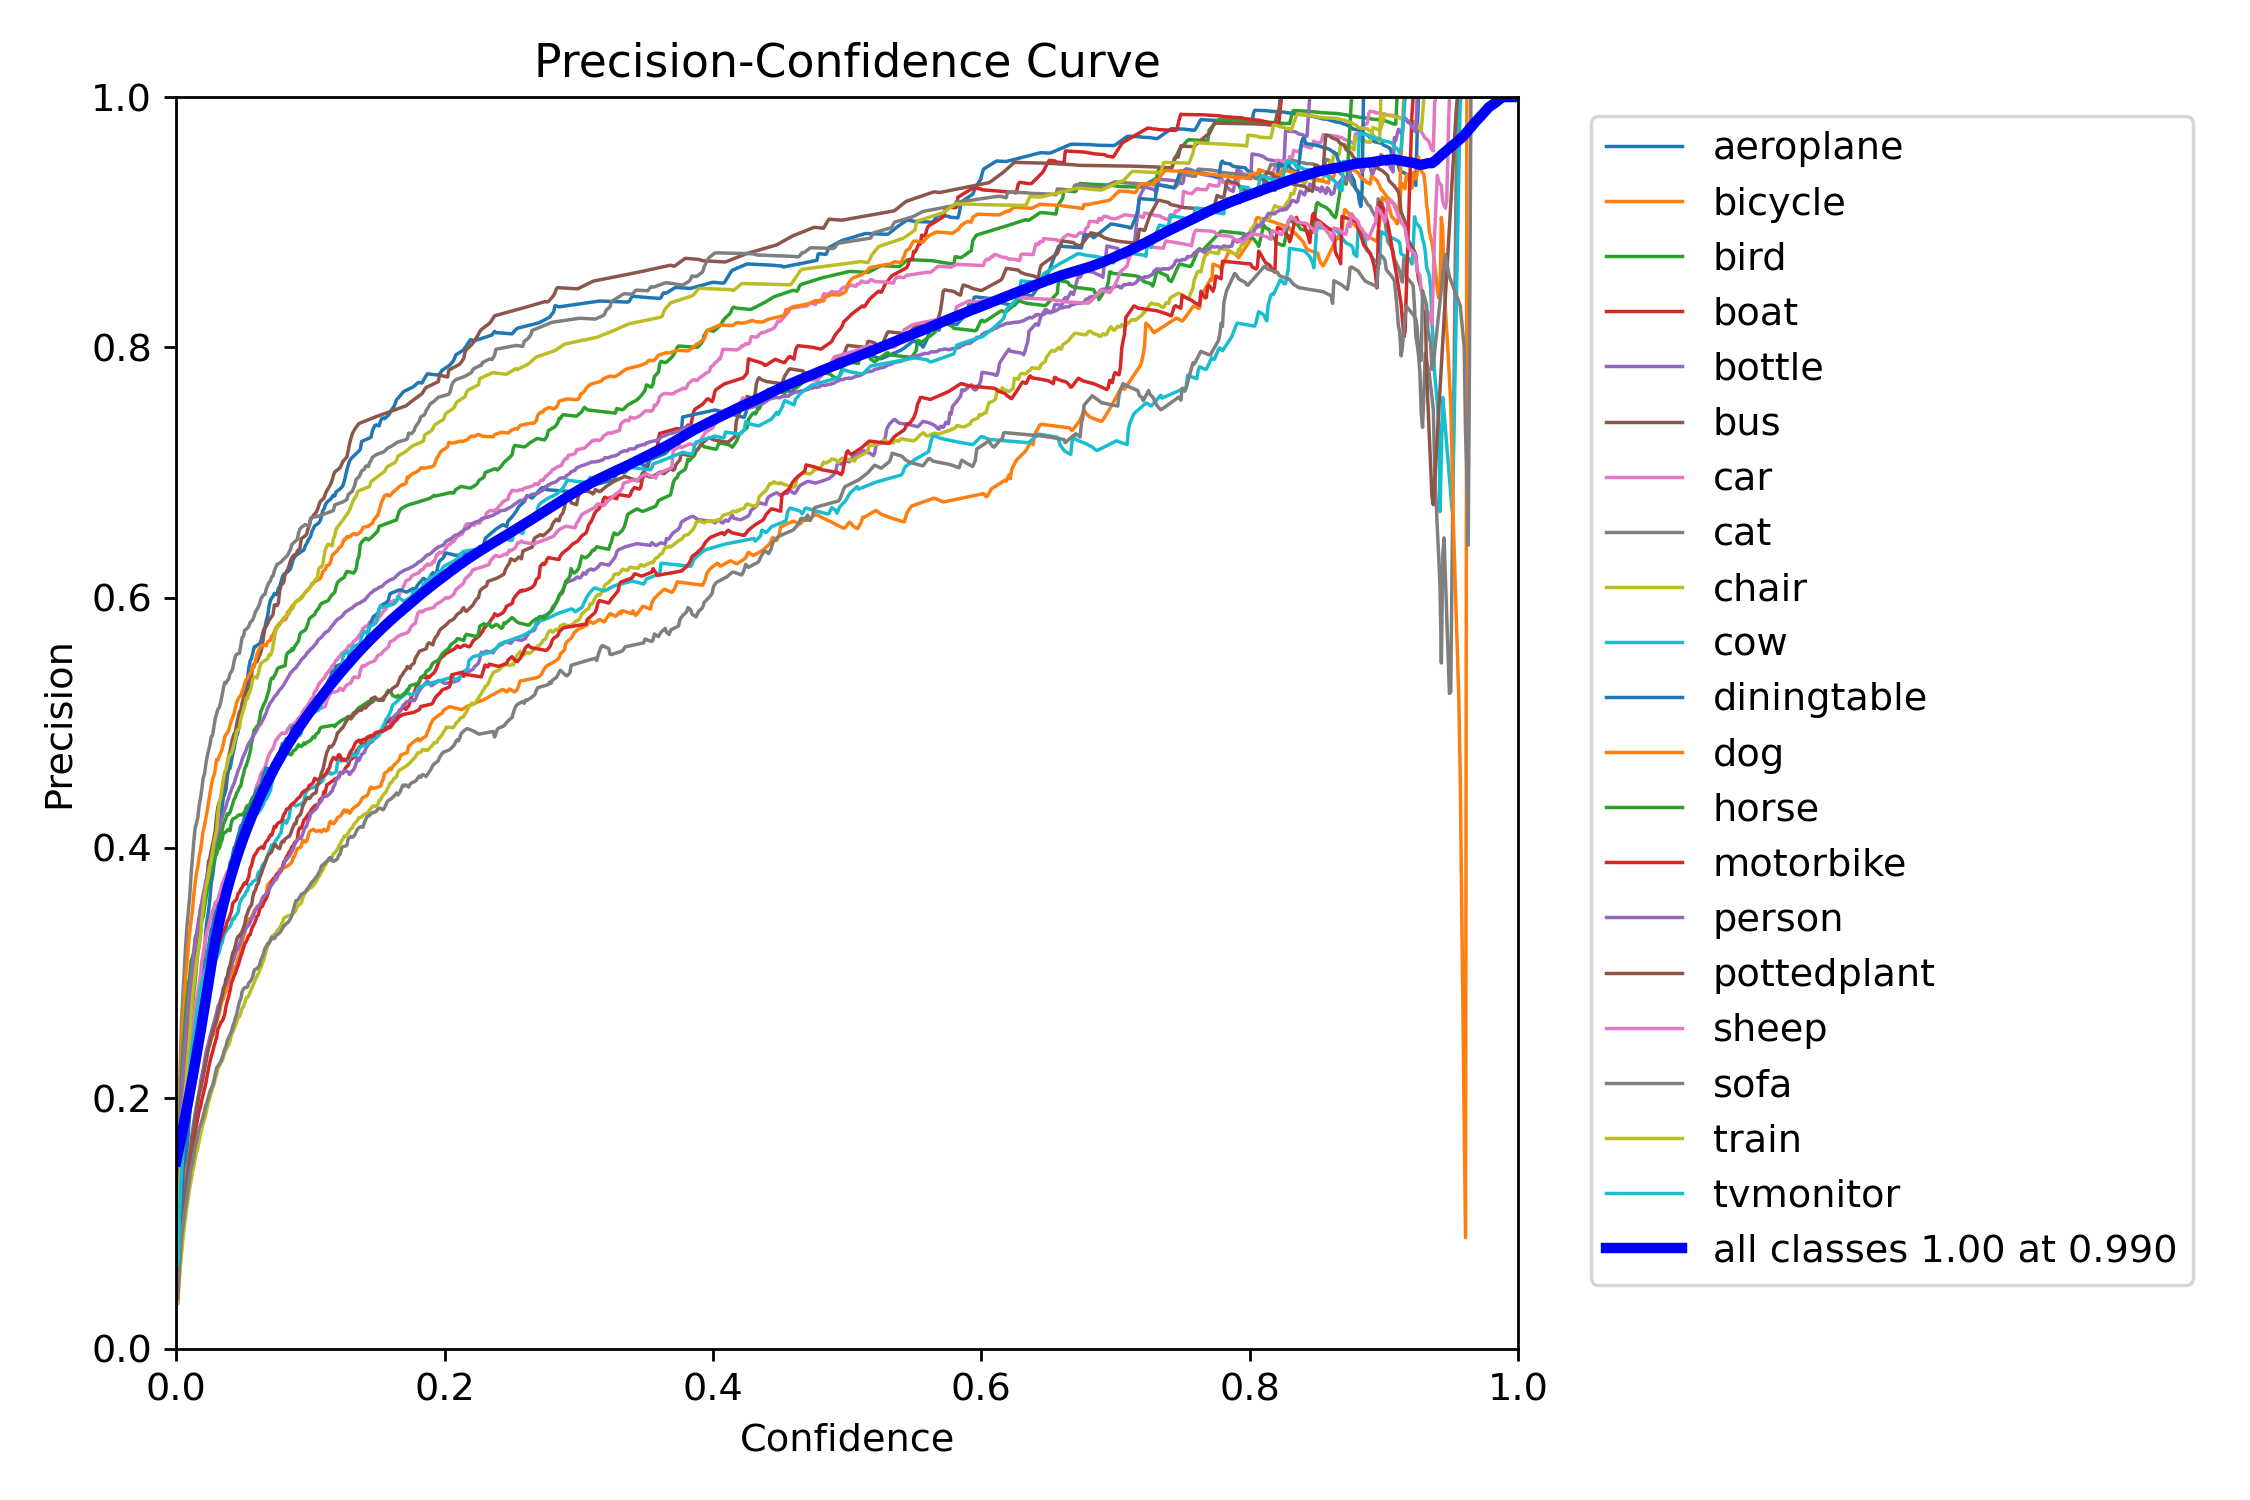 Precision-Confidence Curve
1.0
0.8
0.6
0.4
0.2
0.0
Precision
0.0 0.2 0.4 0.6 0.8 1.0
Confidence
aeroplane
bicycle
bird
boat
bottle
bus
car
cat
chair
cow
diningtable
dog
horse
motorbike
person
pottedplant
sheep
sofa
train
tvmonitor
all classes 1.00 at 0.990